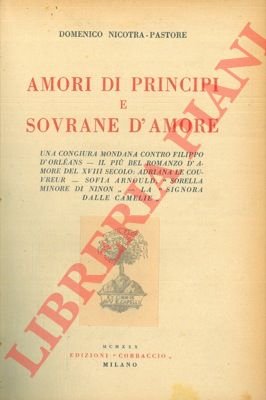 DOMENICO NICOTRA-PASTORE
AMORI DI PRINCIPI
E
SOVRANE D'AMORE
UNA CONGIURA MONDANA CONTRO FILIPPO
D'ORLÉANS — IL PIÙ BEL ROMANZO D'A-
MORE DEL XVIII SECOLO: ADRIANA LE COU-
VREUR — SOFIA ARNOULD, " SORELLA
MINORE DI NINON „ — LA " SIGNORA
DALLE CAMELIE „
MCMXXX
EDIZIONI " CORBACCIO „
MILANO
LIBRERIA PIANI